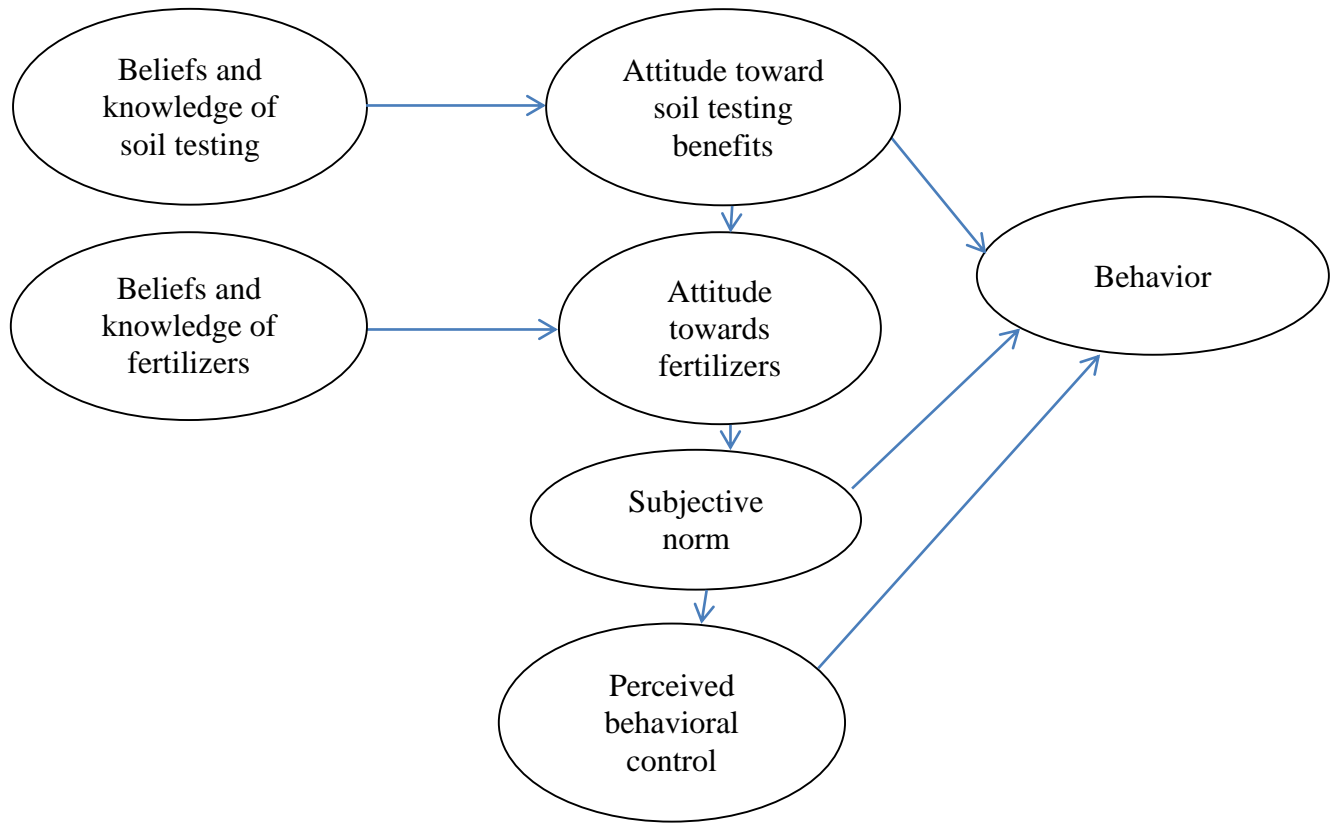 Beliefs and
knowledge of
soil testing
Attitude toward
soil testing
benefits
Behavior
Beliefs and
knowledge of
fertilizers
Attitude
towards
fertilizers
Subjective
norm
Perceived
behavioral
control